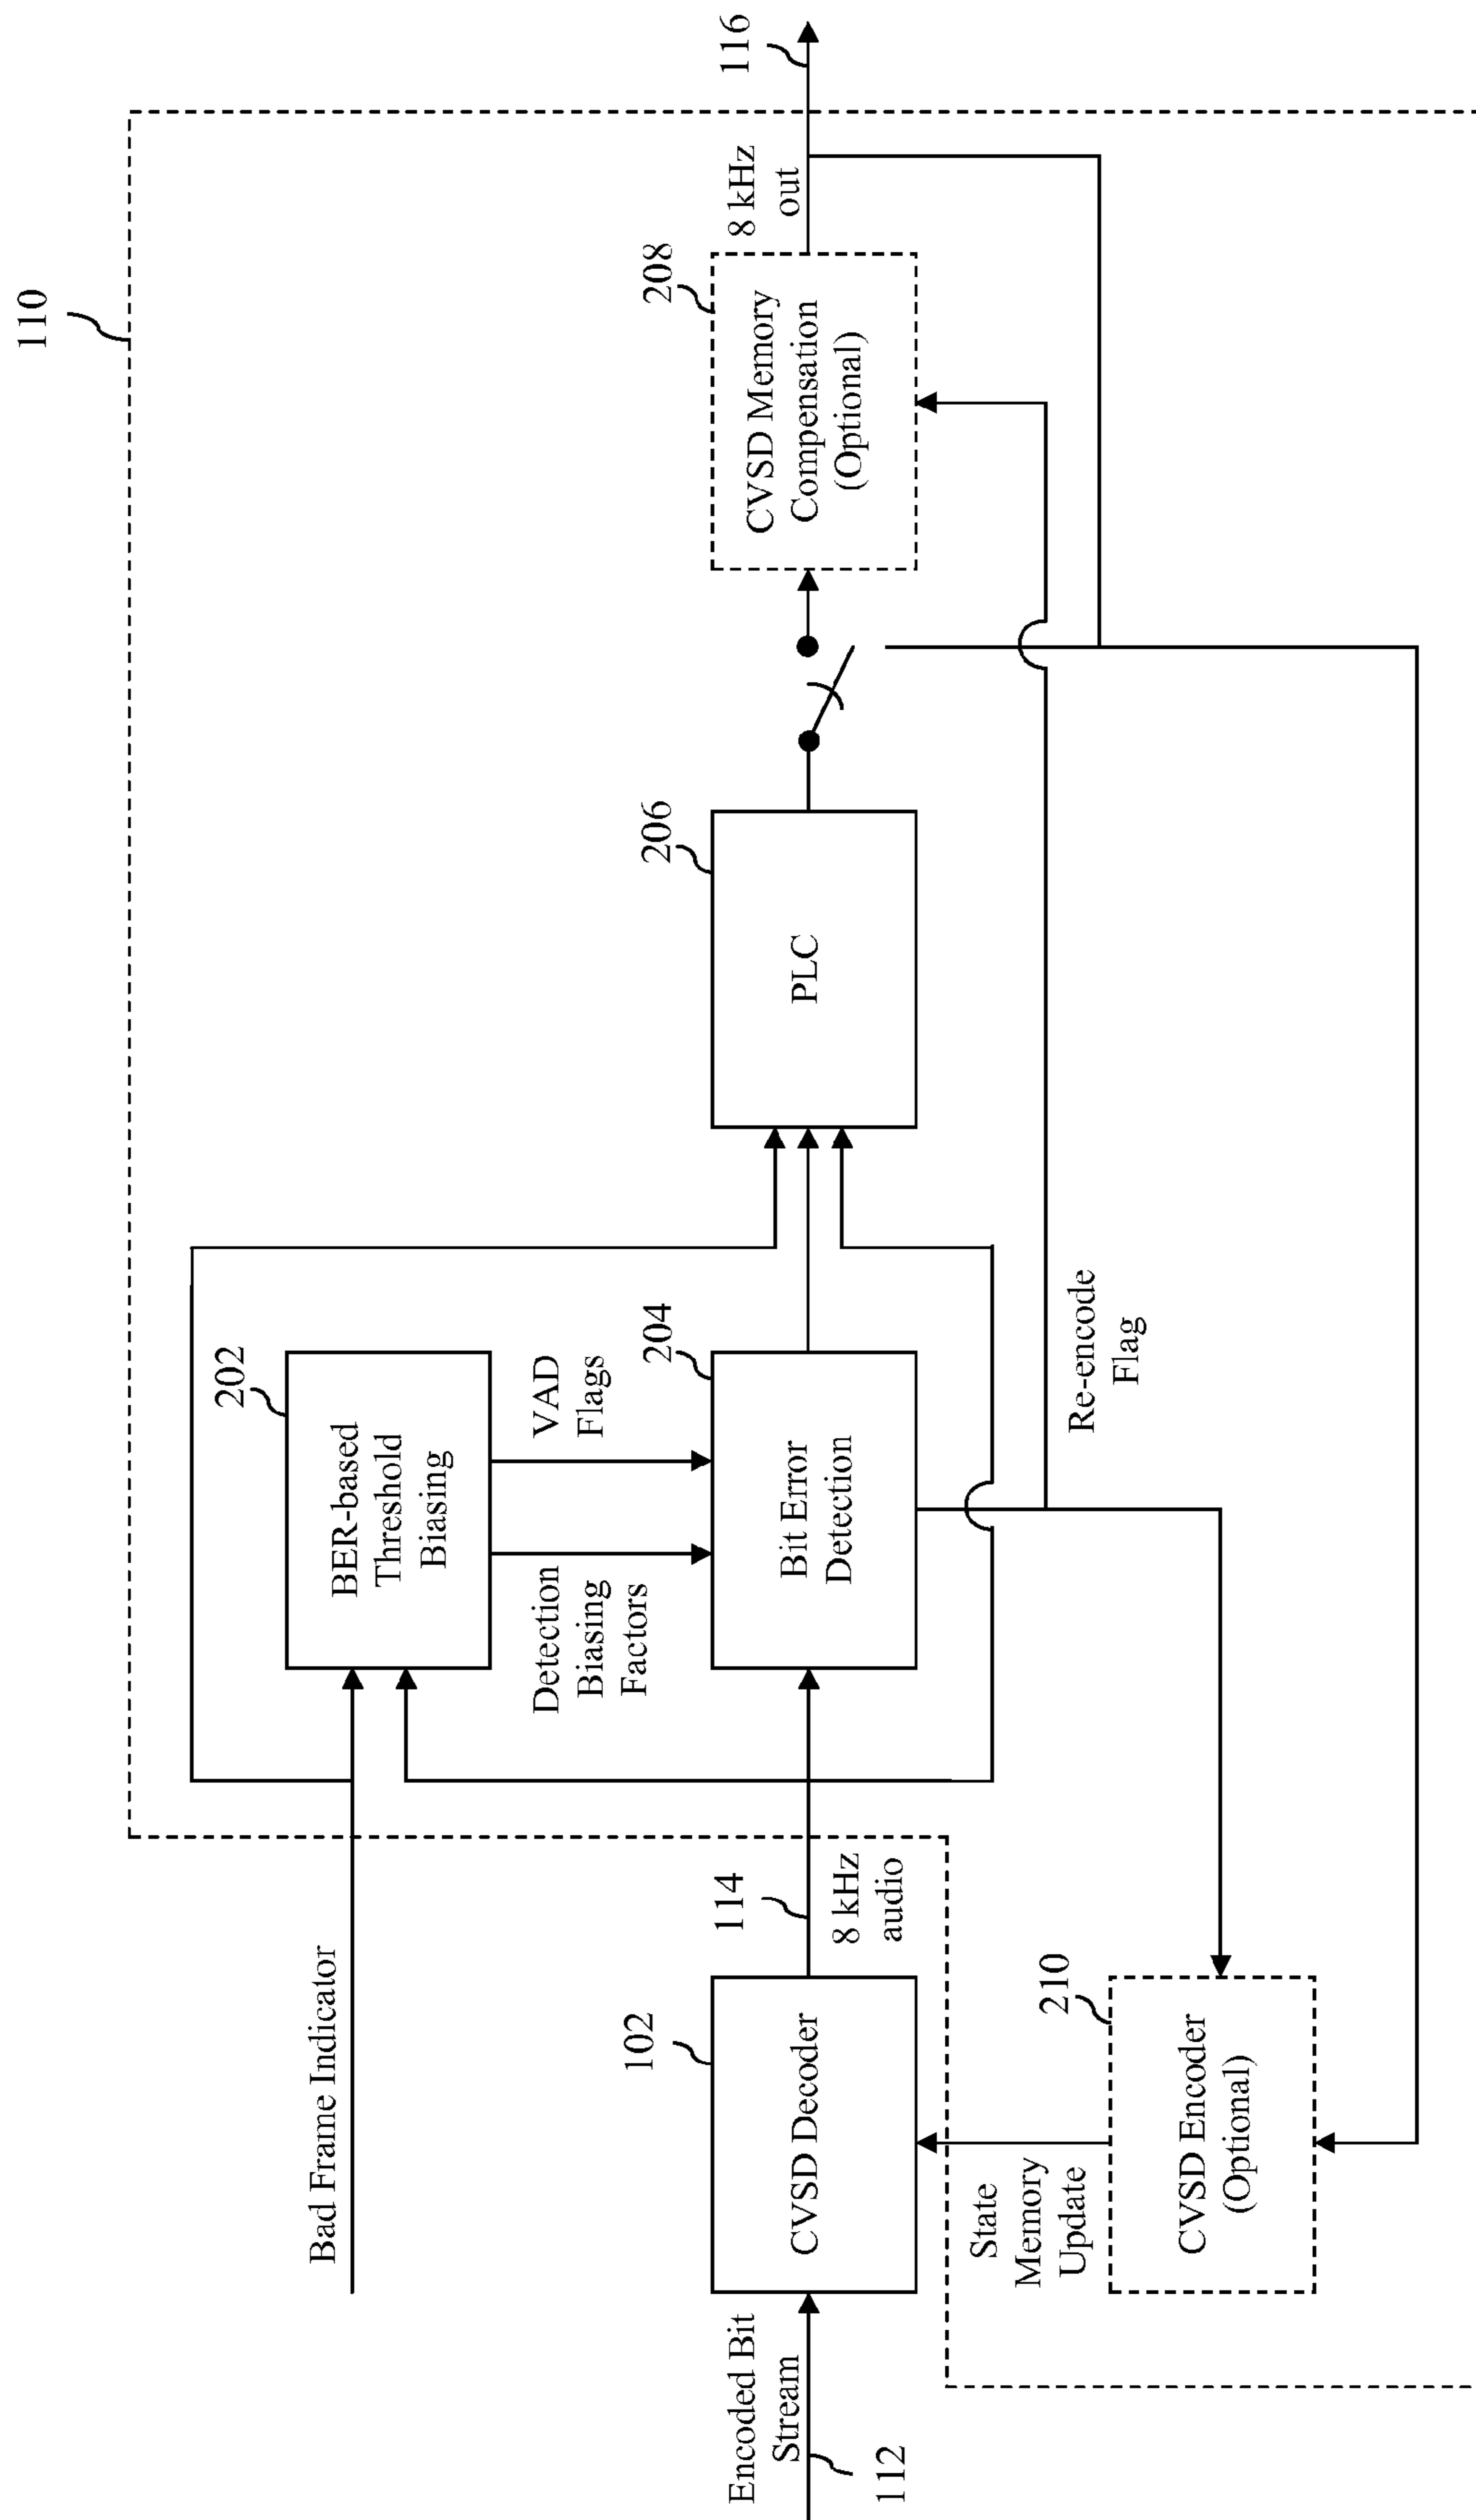 110
Bad Frame Indicator
202
BER-based
Threshold
Biasing
Detection
Biasing
Factors
VAD
Flags
Encoded Bit
Stream
112
102
CVSD Decoder
114
8 kHz
audio
204
Bit Error
Detection
206
PLC
208
CVSD Memory
Compensation
(Optional)
8 kHz
out
116
State
Memory
Update
Re-encode
Flag
210
CVSD Encoder
(Optional)